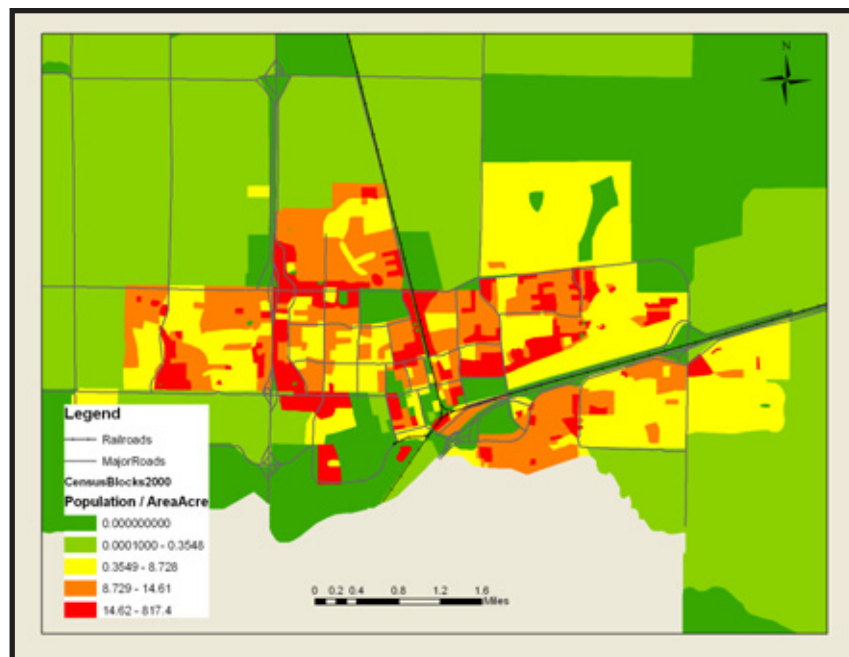 N
Legend
Railroads
MajorRoads
CensusBlocks2000
Population / AreaAcre
0.000000000
0.0001000 - 0.3548
0.3549 - 8.728
8.729 - 14.61
14.62 - 817.4
0 0.2 0.4 0.8 1.2 1.6
Miles